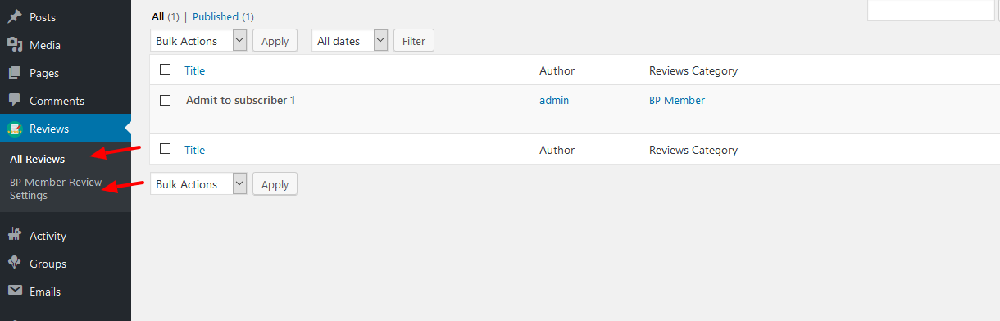 Posts
Media
Pages
Comments
Reviews
All Reviews
BP Member Review
Settings
Activity
Groups
Emails
All (1) | Published (1)
Bulk Actions Apply All dates Filter
Title Author Reviews Category
Admit to subscriber 1 admin BP Member
Title Author Reviews Category
Bulk Actions Apply